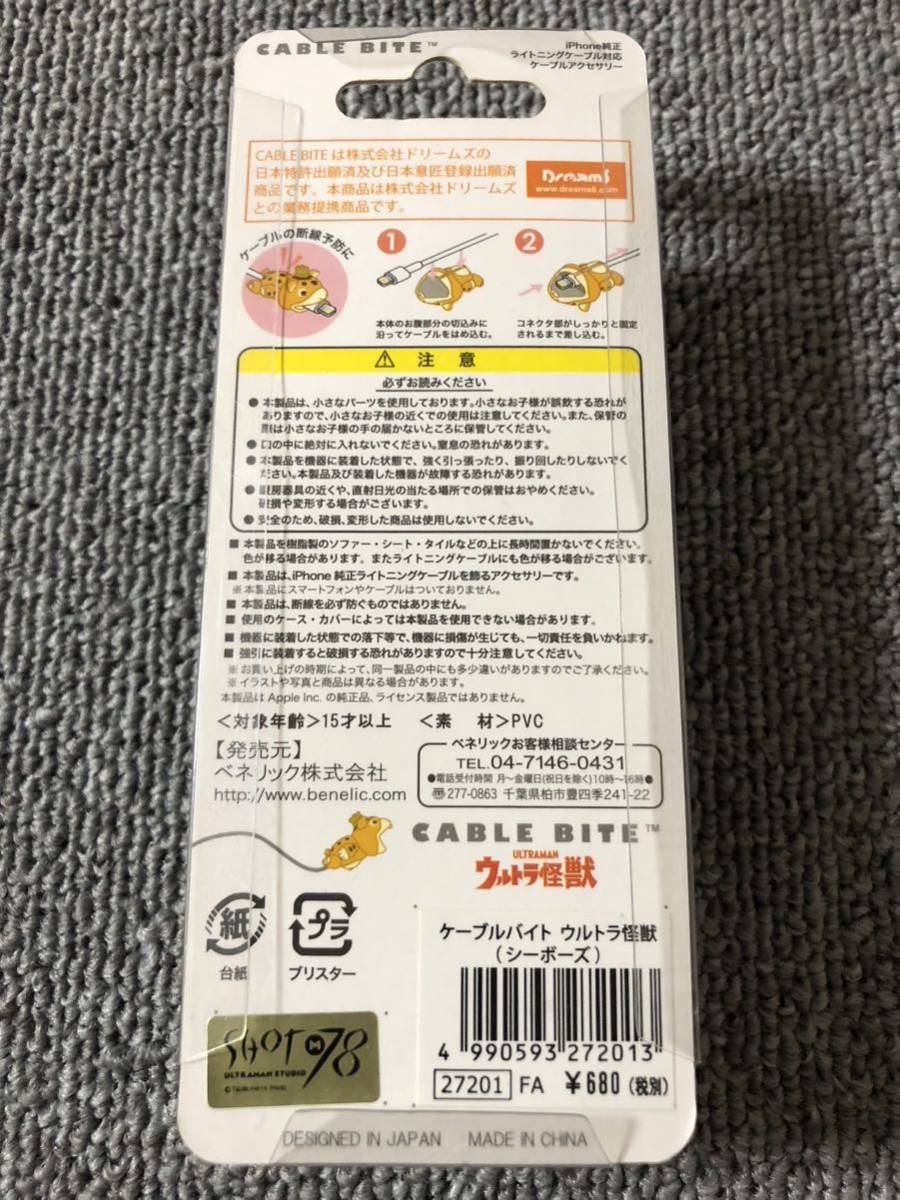 CABLE BITE™
iPhone純正
ライトニングケーブル対応
ケーブルアクセサリー
CABLE BITE は株式会社ドリームズの
日本特許出願済及び日本意匠登録出願済
商品です。本商品は株式会社ドリームズ
との業務提携商品です。
Dreams
www.dreams6.com
ケーブルの断線予防に
1
2
本体のお腹部分の切込みに
沿ってケーブルをはめ込む。
コネクタ部がしっかりと固定
されるまで差し込む。
⚠ 注 意
必ずお読みください
● 本製品は、小さなパーツを使用しております。小さなお子様が誤飲する恐れが
ありますので、小さなお子様の近くでの使用は注意してください。また、保管の
際は小さなお子様の手の届かないところに保管してください。
● 口の中に絶対に入れないでください。窒息の恐れがあります。
● 本製品を機器に装着した状態で、強く引っ張ったり、振り回したりしないでく
ださい。本製品及び装着した機器が故障する恐れがあります。
● 厨房器具の近くや、直射日光の当たる場所での保管はおやめください。
破損や変形する場合がございます。
● 安全のため、破損、変形した商品は使用しないでください。
■ 本製品を樹脂製のソファー・シート・タイルなどの上に長時間置かないでください。
色が移る場合があります。またライトニングケーブルにも色が移る場合がございます。
■ 本製品は、iPhone 純正ライトニングケーブルを飾るアクセサリーです。
※本製品にスマートフォンやケーブルはついておりません。
■ 本製品は、断線を必ず防ぐものではありません。
■ 使用のケース・カバーによっては本製品を使用できない場合があります。
■ 機器に装着した状態での落下等で、機器に損傷が生じても、一切責任を負いかねます。
■ 強引に装着すると破損する恐れがありますので十分注意してください。
※お買い上げの時期によって、同一製品の中にも多少違いがありますのでご了承ください。
※イラストや写真と商品は異なる場合があります。
本製品は Apple Inc. の純正品、ライセンス製品ではありません。
＜対象年齢＞15才以上 ＜素 材＞PVC
【発売元】
ベネリック株式会社
http://www.benelic.com
ベネリックお客様相談センター
TEL.04-7146-0431
●電話受付時間 月～金曜日(祝日を除く)10時～16時●
〠277-0863 千葉県柏市豊四季241-22
CABLE BITE™
ULTRAMAN
ウルトラ怪獣
紙
台紙
プラ
ブリスター
ケーブルバイト ウルトラ怪獣
(シーボーズ)
4 990593 272013
27201 FA ￥680 (税別)
SHOT M78
ULTRAMAN STUDIO
DESIGNED IN JAPAN MADE IN CHINA